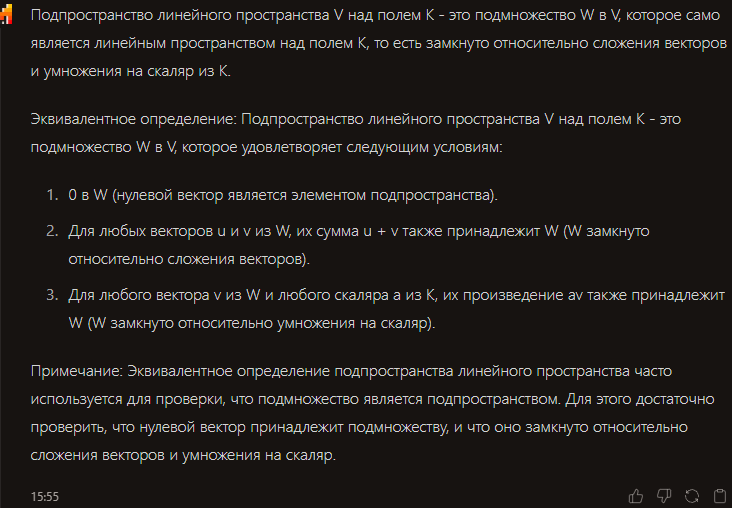 Подпространство линейного пространства V над полем K - это подмножество W в V, которое само
является линейным пространством над полем K, то есть замкнуто относительно сложения векторов
и умножения на скаляр из K.
Эквивалентное определение: Подпространство линейного пространства V над полем K - это
подмножество W в V, которое удовлетворяет следующим условиям:
1. 0 в W (нулевой вектор является элементом подпространства).
2. Для любых векторов u и v из W, их сумма u + v также принадлежит W (W замкнуто
относительно сложения векторов).
3. Для любого вектора v из W и любого скаляра a из K, их произведение av также принадлежит
W (W замкнуто относительно умножения на скаляр).
Примечание: Эквивалентное определение подпространства линейного пространства часто
используется для проверки, что подмножество является подпространством. Для этого достаточно
проверить, что нулевой вектор принадлежит подмножеству, и что оно замкнуто относительно
сложения векторов и умножения на скаляр.
15:55